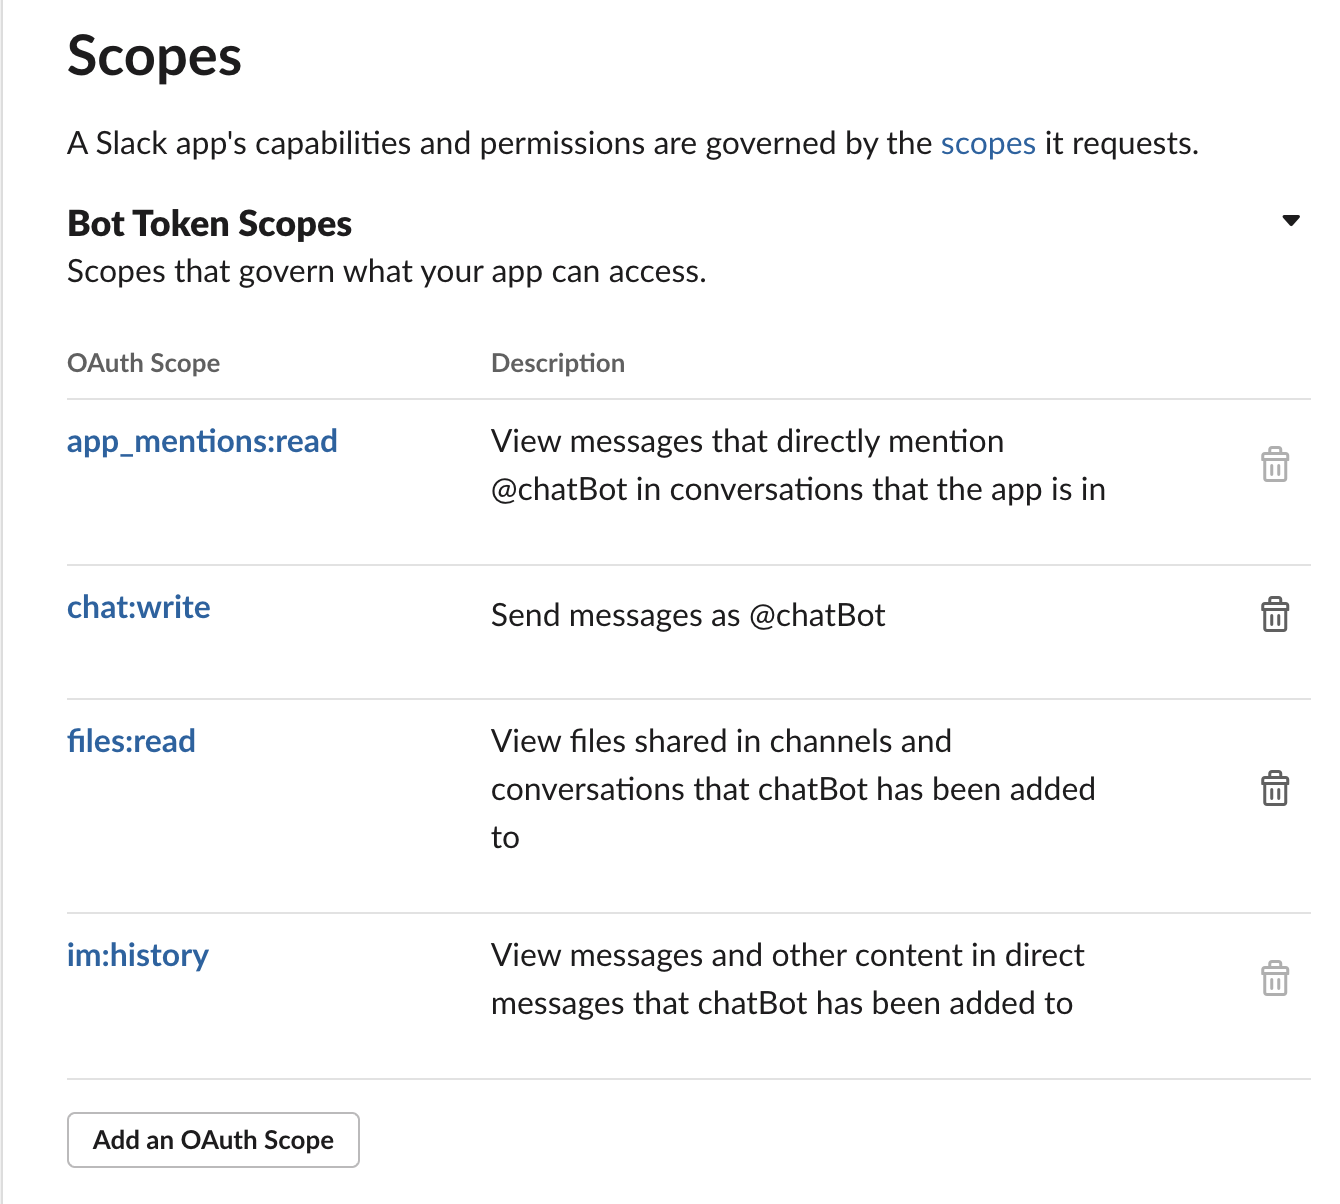 Scopes
A Slack app's capabilities and permissions are governed by the scopes it requests.
Bot Token Scopes
Scopes that govern what your app can access.
OAuth Scope Description
app_mentions:read View messages that directly mention
@chatBot in conversations that the app is in
chat:write Send messages as @chatBot
files:read View files shared in channels and
conversations that chatBot has been added
to
im:history View messages and other content in direct
messages that chatBot has been added to
Add an OAuth Scope